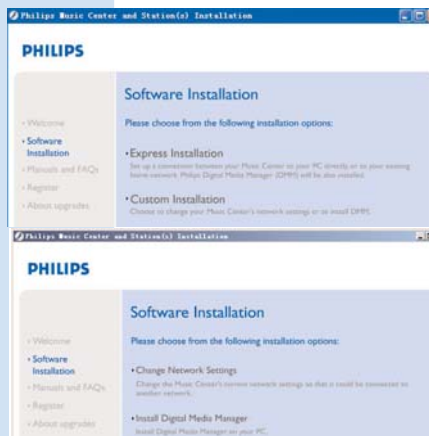 Philips Music Center and Station(s) Installation
PHILIPS
Software Installation
Please choose from the following installation options:
• Welcome
• Software
Installation
• Manuals and FAQs
• Register
• About upgrades
• Express Installation
Set up a connection between your Music Center to your PC directly, or to your existing
home network. Philips Digital Media Manager (DMM) will be also installed.
• Custom Installation
Choose to change your Music Center's network settings or to install DMM.
Philips Music Center and Station(s) Installation
PHILIPS
Software Installation
Please choose from the following installation options:
• Welcome
• Software
Installation
• Manuals and FAQs
• Register
• About upgrades
• Change Network Settings
Change the Music Center's current network settings so that it could be connected to
another network.
• Install Digital Media Manager
Install Digital Media Manager on your PC.